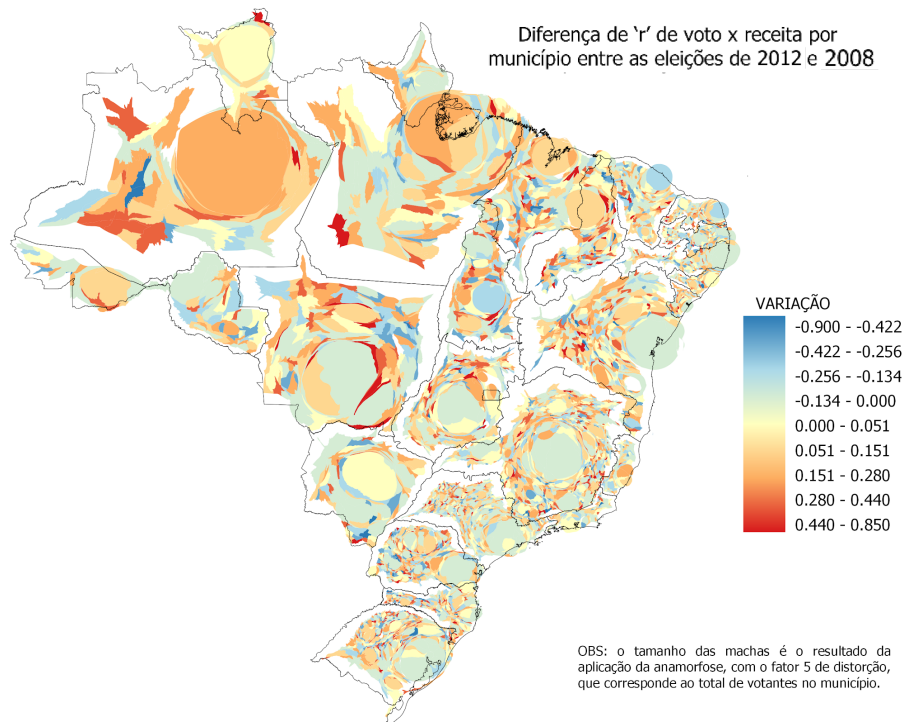 Diferença de 'r' de voto x receita por
município entre as eleições de 2012 e 2008
VARIAÇÃO
-0.900 - -0.422
-0.422 - -0.256
-0.256 - -0.134
-0.134 - 0.000
0.000 - 0.051
0.051 - 0.151
0.151 - 0.280
0.280 - 0.440
0.440 - 0.850
OBS: o tamanho das machas é o resultado da
aplicação da anamorfose, com o fator 5 de distorção,
que corresponde ao total de votantes no município.